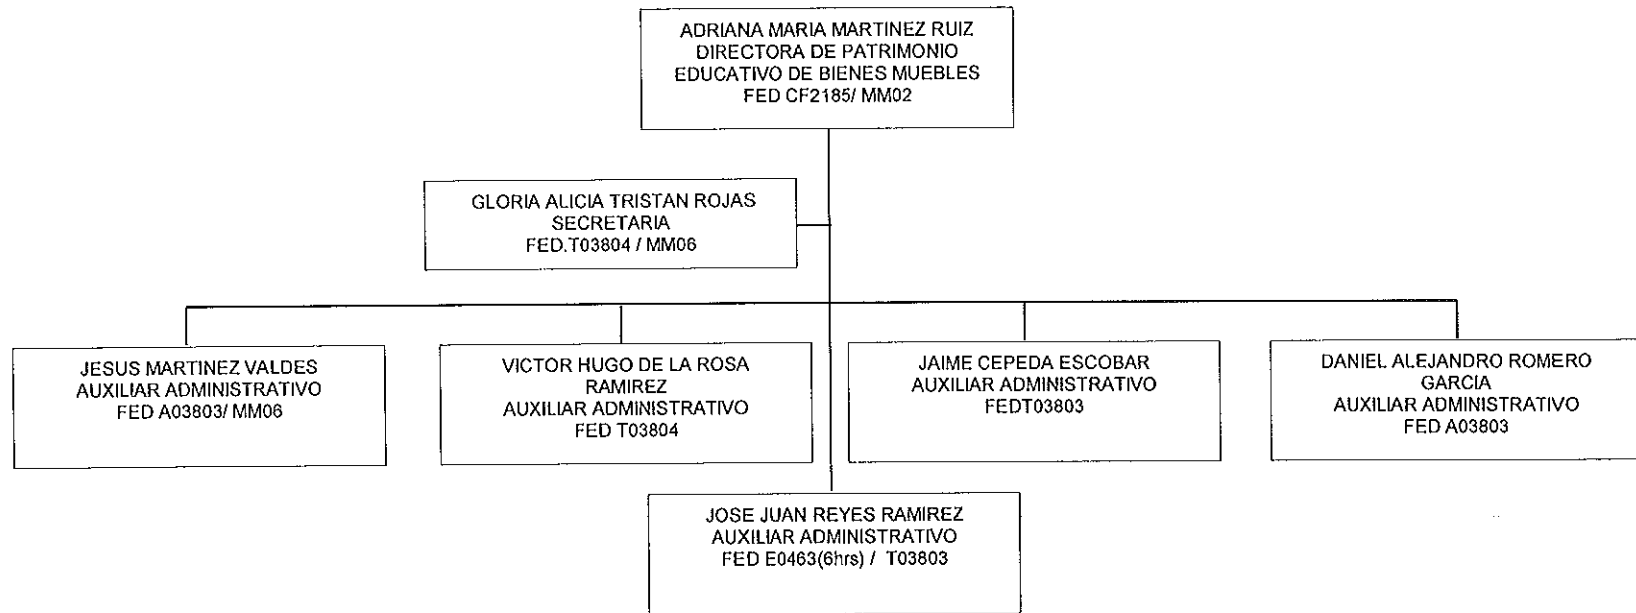 ADRIANA MARIA MARTINEZ RUIZ
DIRECTORA DE PATRIMONIO
EDUCATIVO DE BIENES MUEBLES
FED CF2185/ MM02
GLORIA ALICIA TRISTAN ROJAS
SECRETARIA
FED.T03804 / MM06
JESUS MARTINEZ VALDES
AUXILIAR ADMINISTRATIVO
FED A03803/ MM06
VICTOR HUGO DE LA ROSA
RAMIREZ
AUXILIAR ADMINISTRATIVO
FED T03804
JAIME CEPEDA ESCOBAR
AUXILIAR ADMINISTRATIVO
FEDT03803
DANIEL ALEJANDRO ROMERO
GARCIA
AUXILIAR ADMINISTRATIVO
FED A03803
JOSE JUAN REYES RAMIREZ
AUXILIAR ADMINISTRATIVO
FED E0463(6hrs) / T03803